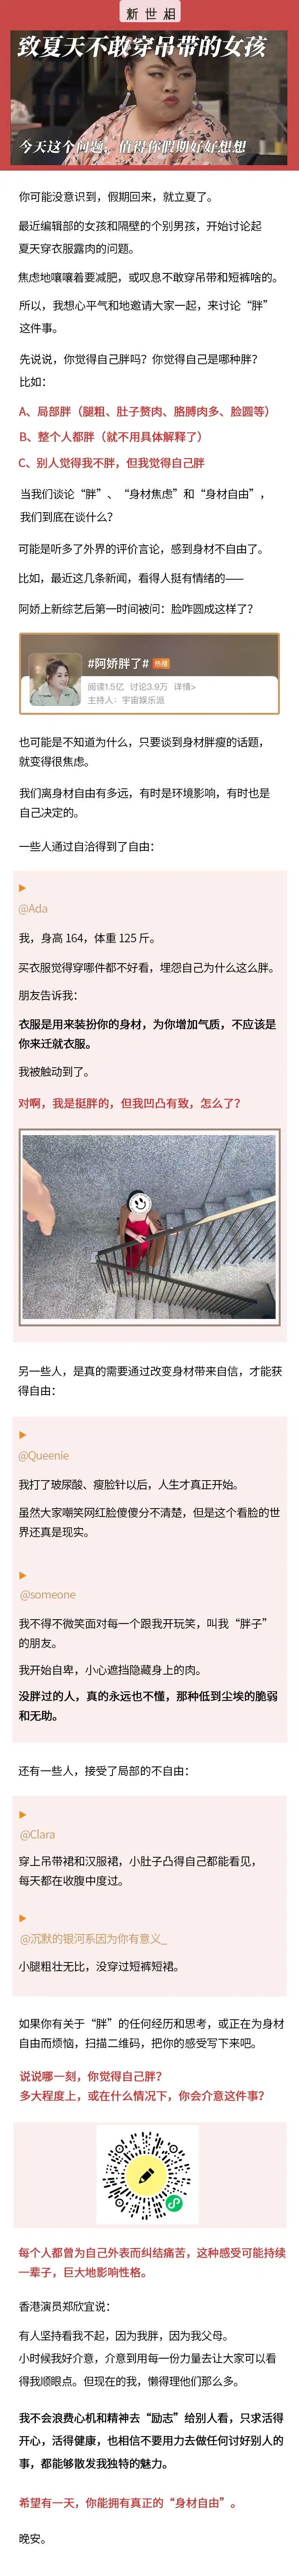 新世相
致夏天不敢穿吊带的女孩
今天这个问题，值得你假期好好想想
你可能没意识到，假期回来，就立夏了。
最近编辑部的女孩和隔壁的个别男孩，开始讨论起
夏天穿衣服露肉的问题。
焦虑地嚷嚷着要减肥，或叹息不敢穿吊带和短裤啥的。
所以，我想心平气和地邀请大家一起，来讨论“胖”
这件事。
先说说，你觉得自己胖吗？你觉得自己是哪种胖？
比如：
A、局部胖（腿粗、肚子赘肉、胳膊肉多、脸圆等）
B、整个人都胖（就不用具体解释了）
C、别人觉得我不胖，但我觉得自己胖
当我们谈论“胖”、“身材焦虑”和“身材自由”，
我们到底在谈什么？
可能是听多了外界的评价言论，感到身材不自由了。
比如，最近这几条新闻，看得人挺有情绪的——
阿娇上新综艺后第一时间被问：脸咋圆成这样了？
#阿娇胖了# 热搜
阅读1.5亿 讨论3.9万 详情>
主持人：宇宙娱乐派
也可能是不知道为什么，只要谈到身材胖瘦的话题，
就变得很焦虑。
我们离身材自由有多远，有时是环境影响，有时也是
自己决定的。
一些人通过自洽得到了自由：
@Ada
我，身高 164，体重 125 斤。
买衣服觉得穿哪件都不好看，埋怨自己为什么这么胖。
朋友告诉我：
衣服是用来装扮你的身材，为你增加气质，不应该是
你来迁就衣服。
我被触动到了。
对啊，我是挺胖的，但我凹凸有致，怎么了？
另一些人，是真的需要通过改变身材带来自信，才能获
得自由：
@Queenie
我打了玻尿酸、瘦脸针以后，人生才真正开始。
虽然大家嘲笑网红脸傻傻分不清楚，但是这个看脸的世
界还真是现实。
@someone
我不得不微笑面对每一个跟我开玩笑，叫我“胖子”
的朋友。
我开始自卑，小心遮挡隐藏身上的肉。
没胖过的人，真的永远也不懂，那种低到尘埃的脆弱
和无助。
还有一些人，接受了局部的不自由：
@Clara
穿上吊带裙和汉服裙，小肚子凸得自己都能看见，
每天都在收腹中度过。
@沉默的银河系因为你有意义_
小腿粗壮无比，没穿过短裤短裙。
如果你有关于“胖”的任何经历和思考，或正在为身材
自由而烦恼，扫描二维码，把你的感受写下来吧。
说说哪一刻，你觉得自己胖？
多大程度上，或在什么情况下，你会介意这件事？
每个人都曾为自己外表而纠结痛苦，这种感受可能持续
一辈子，巨大地影响性格。
香港演员郑欣宜说：
有人坚持看我不起，因为我胖，因为我父母。
小时候我好介意，介意到用每一份力量去让大家可以看
得我顺眼点。但现在的我，懒得理他们那么多。
我不会浪费心机和精神去“励志”给别人看，只求活得
开心，活得健康，也相信不要用力去做任何讨好别人的
事，都能够散发我独特的魅力。
希望有一天，你能拥有真正的“身材自由”。
晚安。